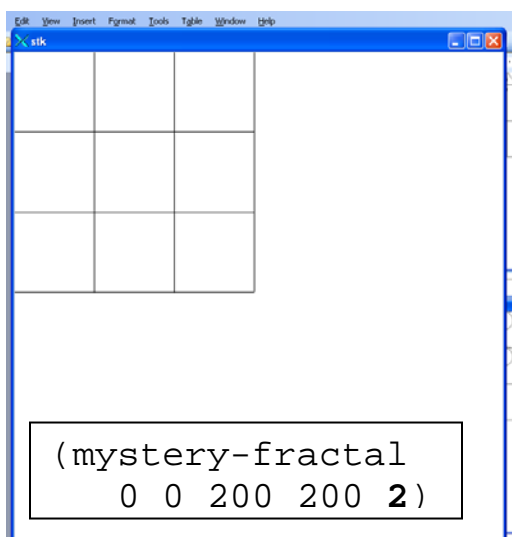 Edit View Insert Format Tools Table Window Help
stk
(mystery-fractal
0 0 200 200 2)